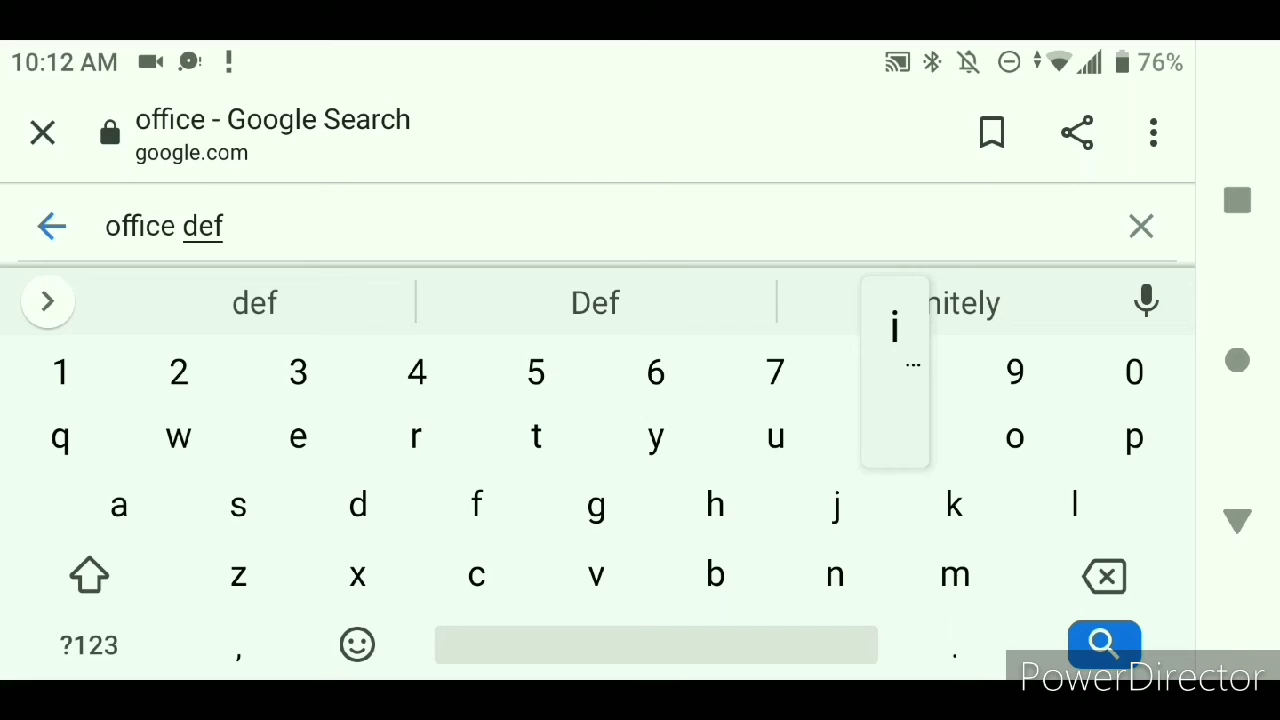 10:12 AM 76%
office - Google Search
google.com
office def
def Def nitely
i
...
1 2 3 4 5 6 7 9 0
q w e r t y u o p
a s d f g h j k l
z x c v b n m
?123 , .
PowerDirector